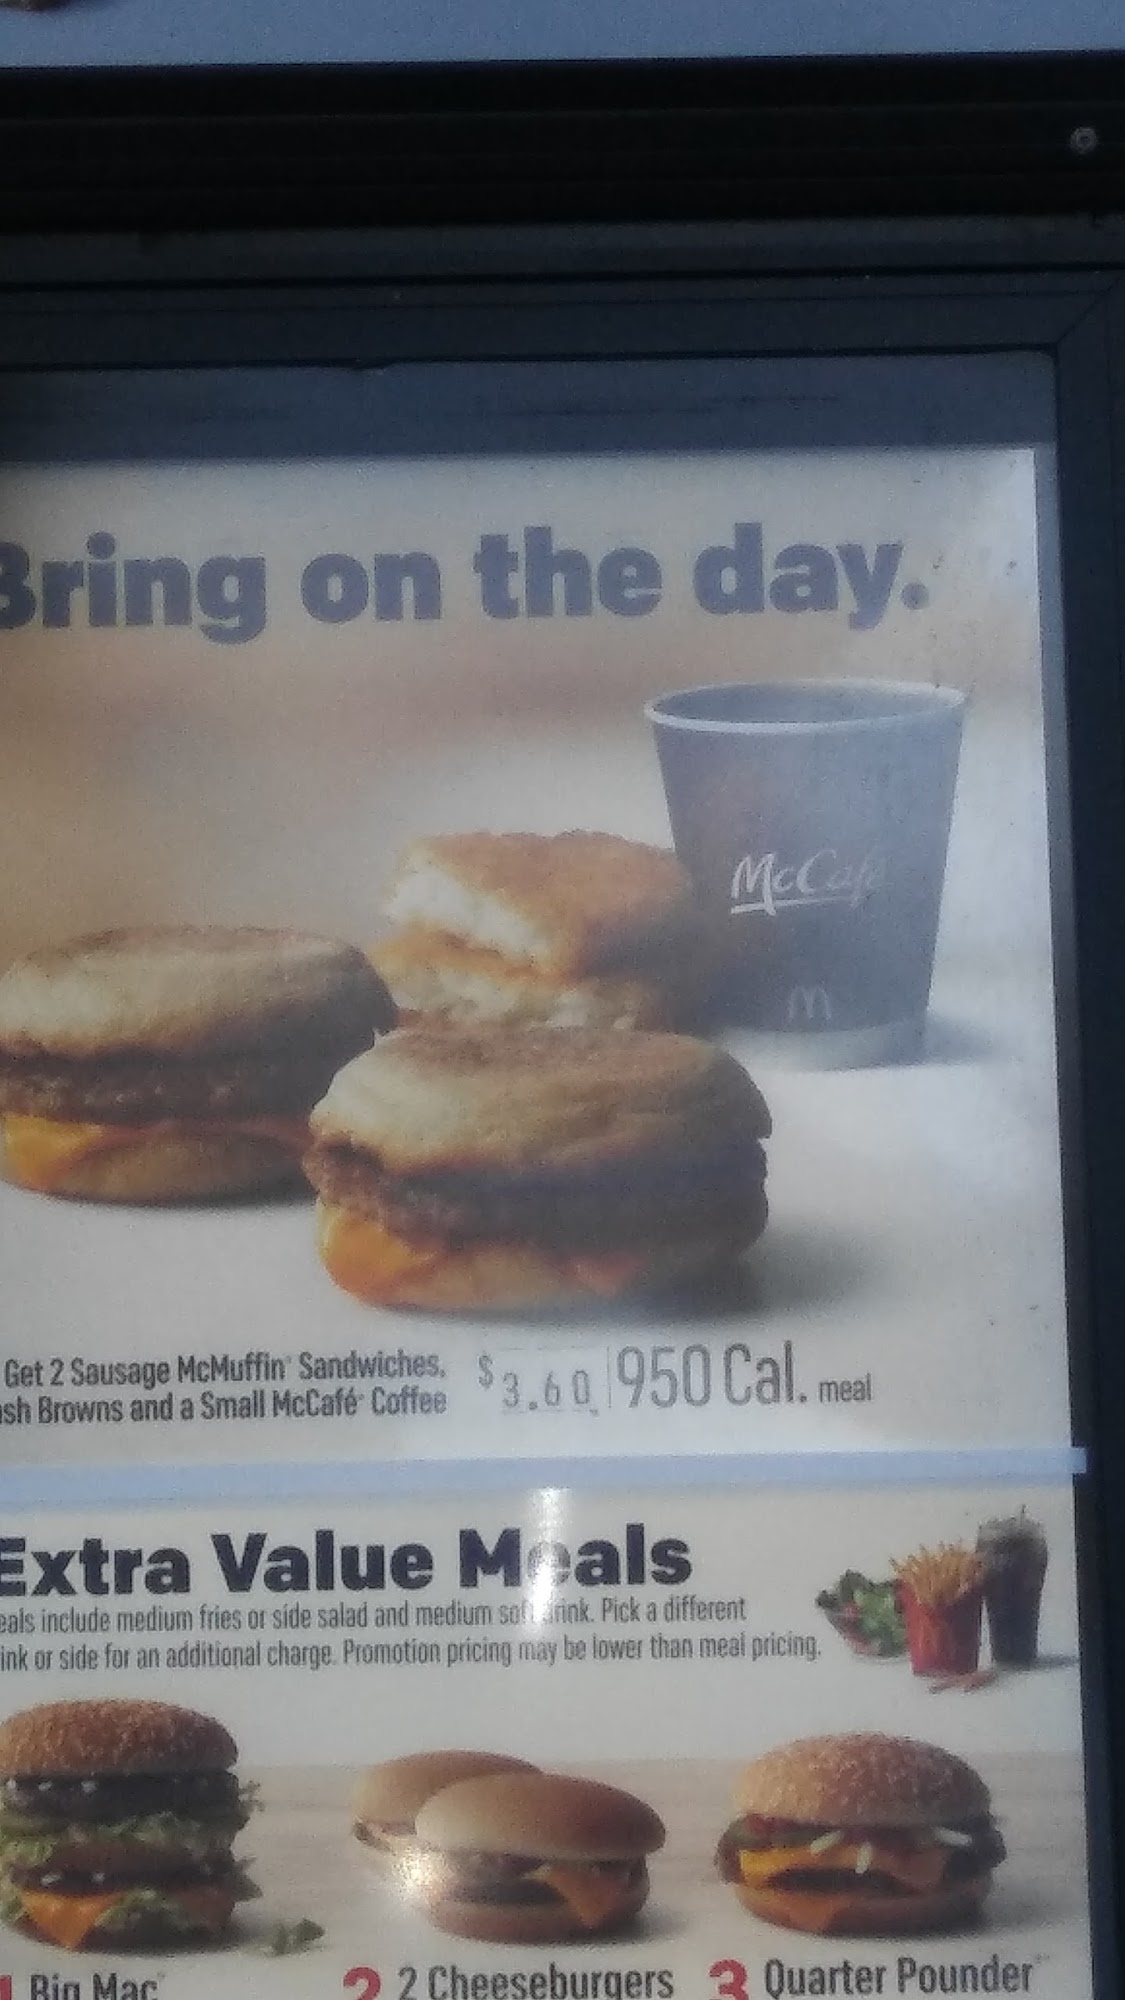 Bring on the day.
McCafé
Get 2 Sausage McMuffin® Sandwiches,
ash Browns and a Small McCafé® Coffee
$3.60 | 950 Cal. meal
Extra Value Meals
eals include medium fries or side salad and medium soft drink. Pick a different
ink or side for an additional charge. Promotion pricing may be lower than meal pricing.
1 Big Mac®
2 2 Cheeseburgers
3 Quarter Pounder®*